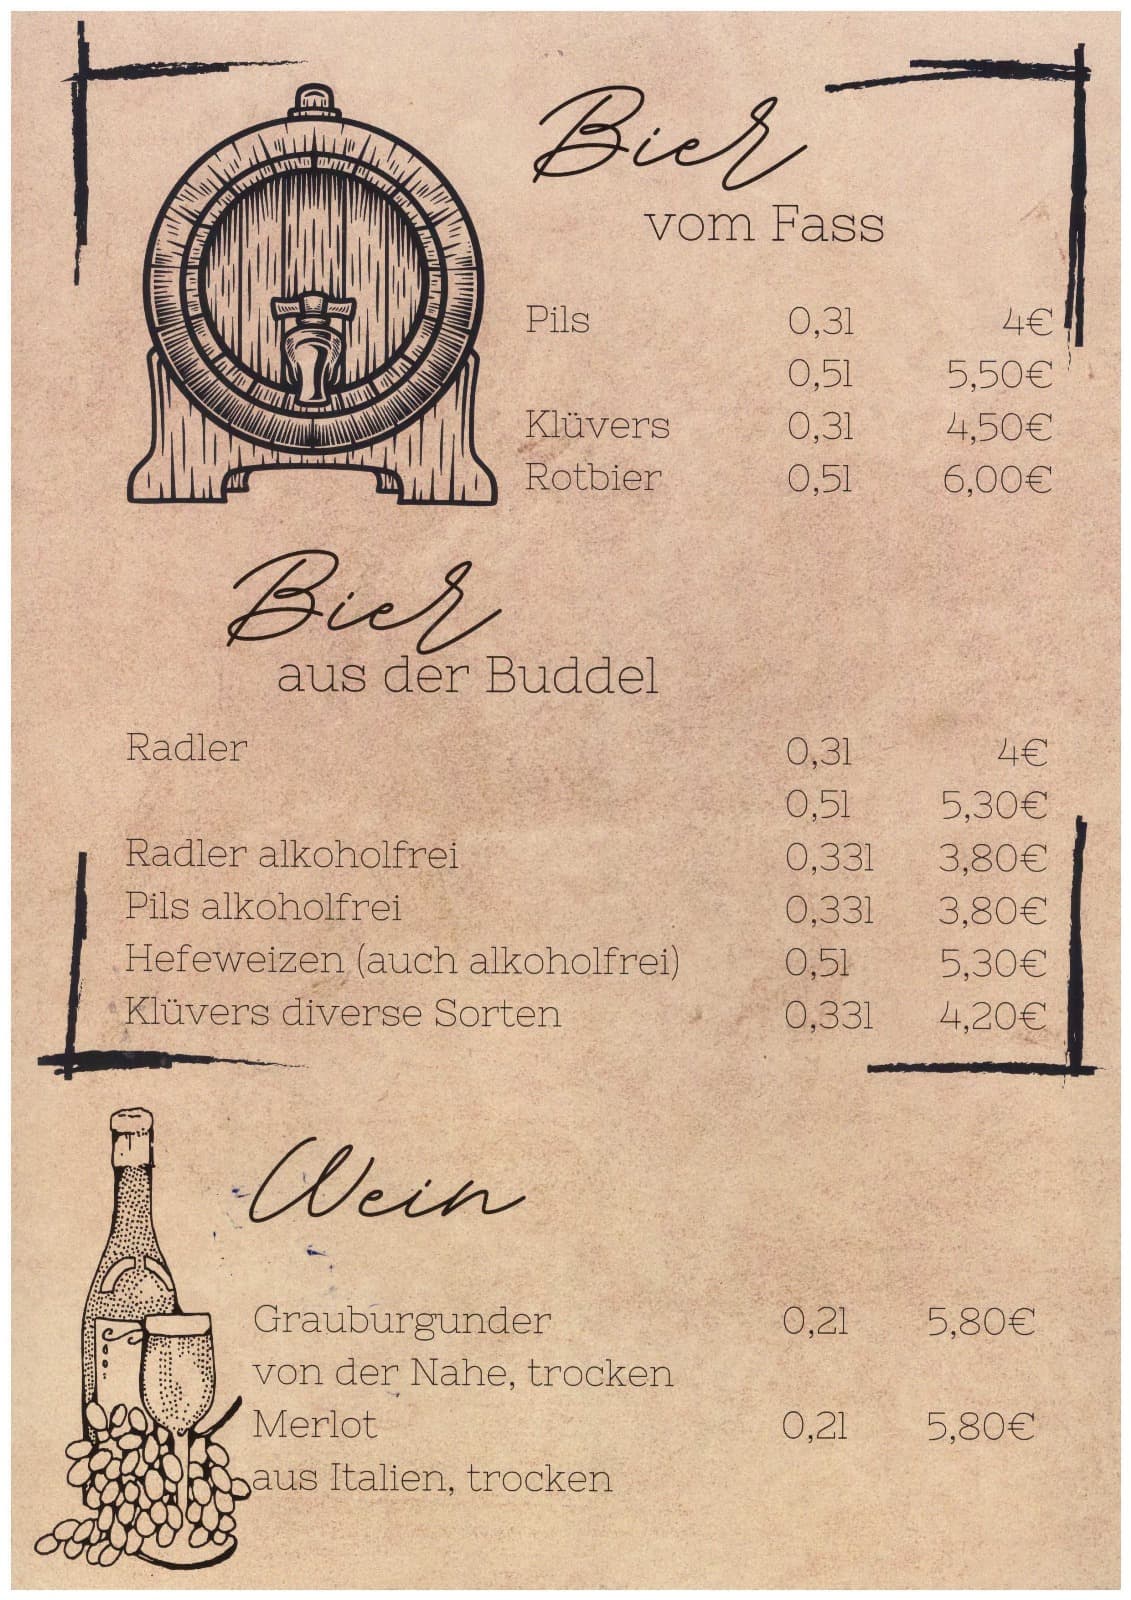 Bier
vom Fass
Pils 0,3l 4€
0,5l 5,50€
Klüvers 0,3l 4,50€
Rotbier 0,5l 6,00€
Bier
aus der Buddel
Radler 0,3l 4€
0,5l 5,30€
Radler alkoholfrei 0,33l 3,80€
Pils alkoholfrei 0,33l 3,80€
Hefeweizen (auch alkoholfrei) 0,5l 5,30€
Klüvers diverse Sorten 0,33l 4,20€
Wein
Grauburgunder 0,2l 5,80€
von der Nahe, trocken
Merlot 0,2l 5,80€
aus Italien, trocken